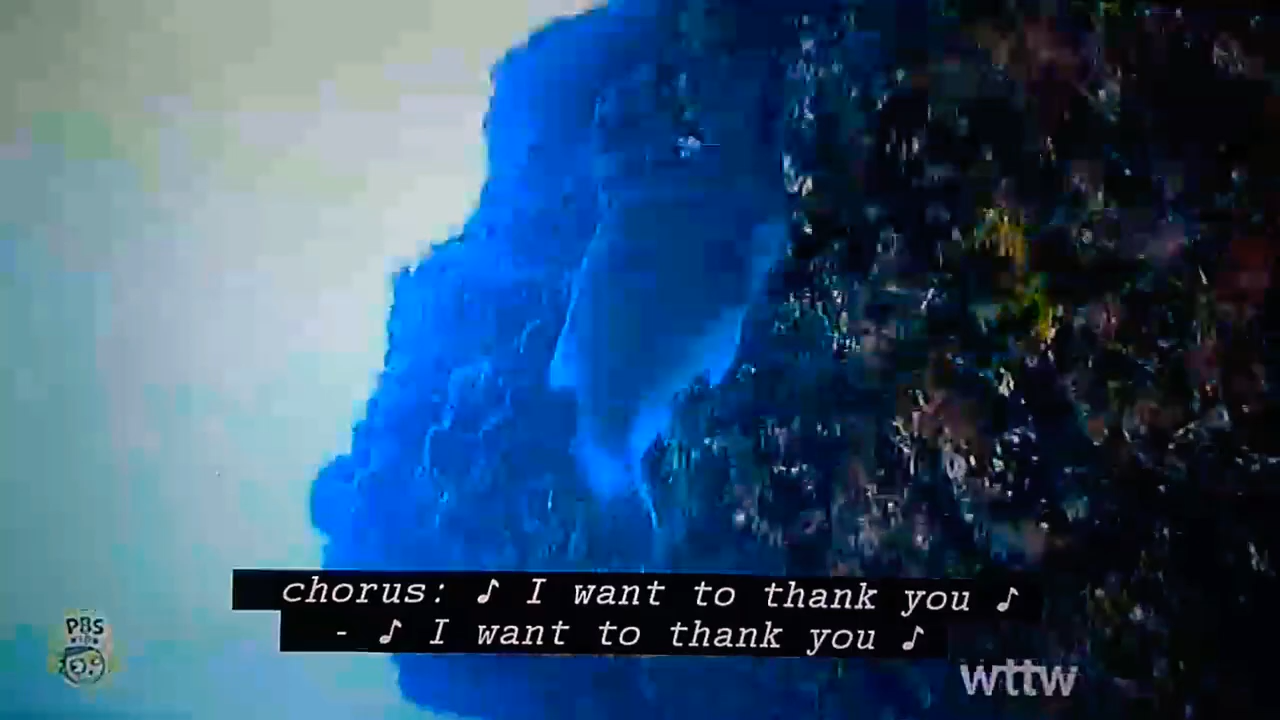 chorus: ♪ I want to thank you ♪
- ♪ I want to thank you ♪
PBS
KIDS
wttw